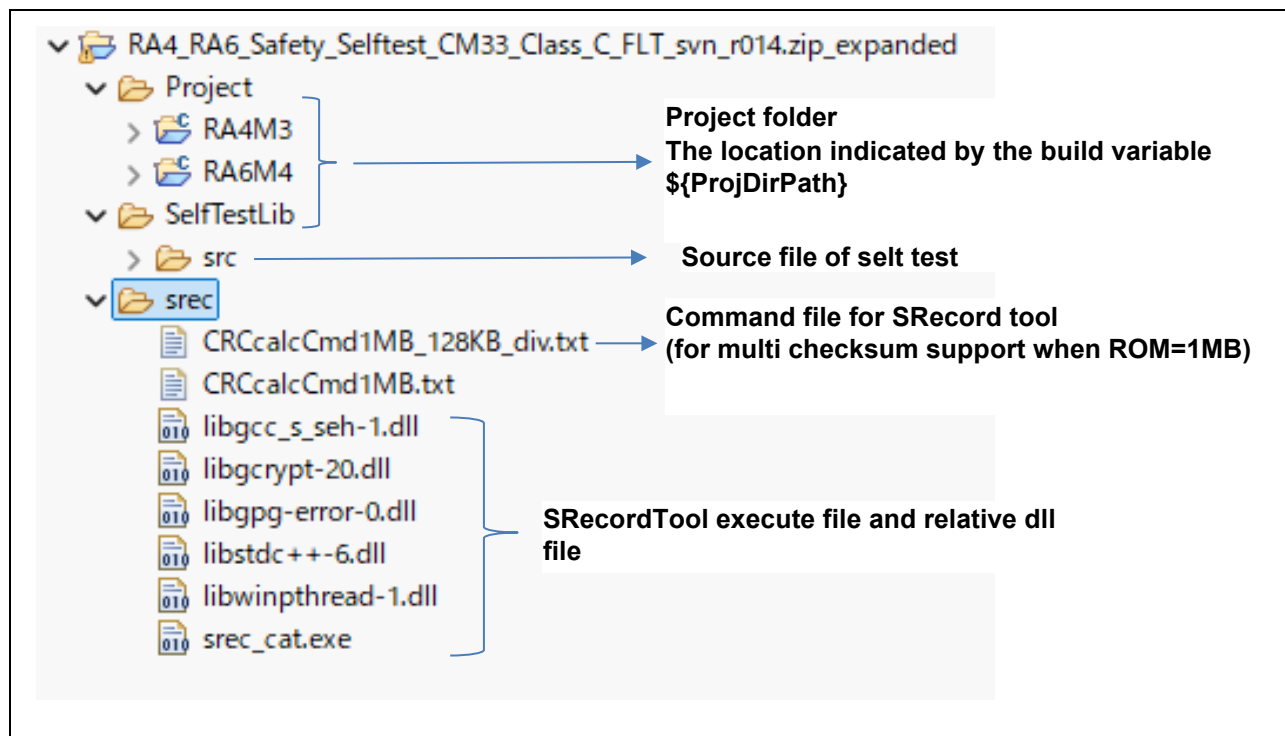 RA4_RA6_Safety_Selftest_CM33_Class_C_FLT_svn_r014.zip_expanded
Project
RA4M3
RA6M4
Project folder
The location indicated by the build variable
${ProjDirPath}
SelfTestLib
src
Source file of selt test
srec
CRCcalcCmd1MB_128KB_div.txt
Command file for SRecord tool
(for multi checksum support when ROM=1MB)
CRCcalcCmd1MB.txt
libgcc_s_seh-1.dll
libgcrypt-20.dll
libgpg-error-0.dll
libstdc++-6.dll
libwinpthread-1.dll
srec_cat.exe
SRecordTool execute file and relative dll
file